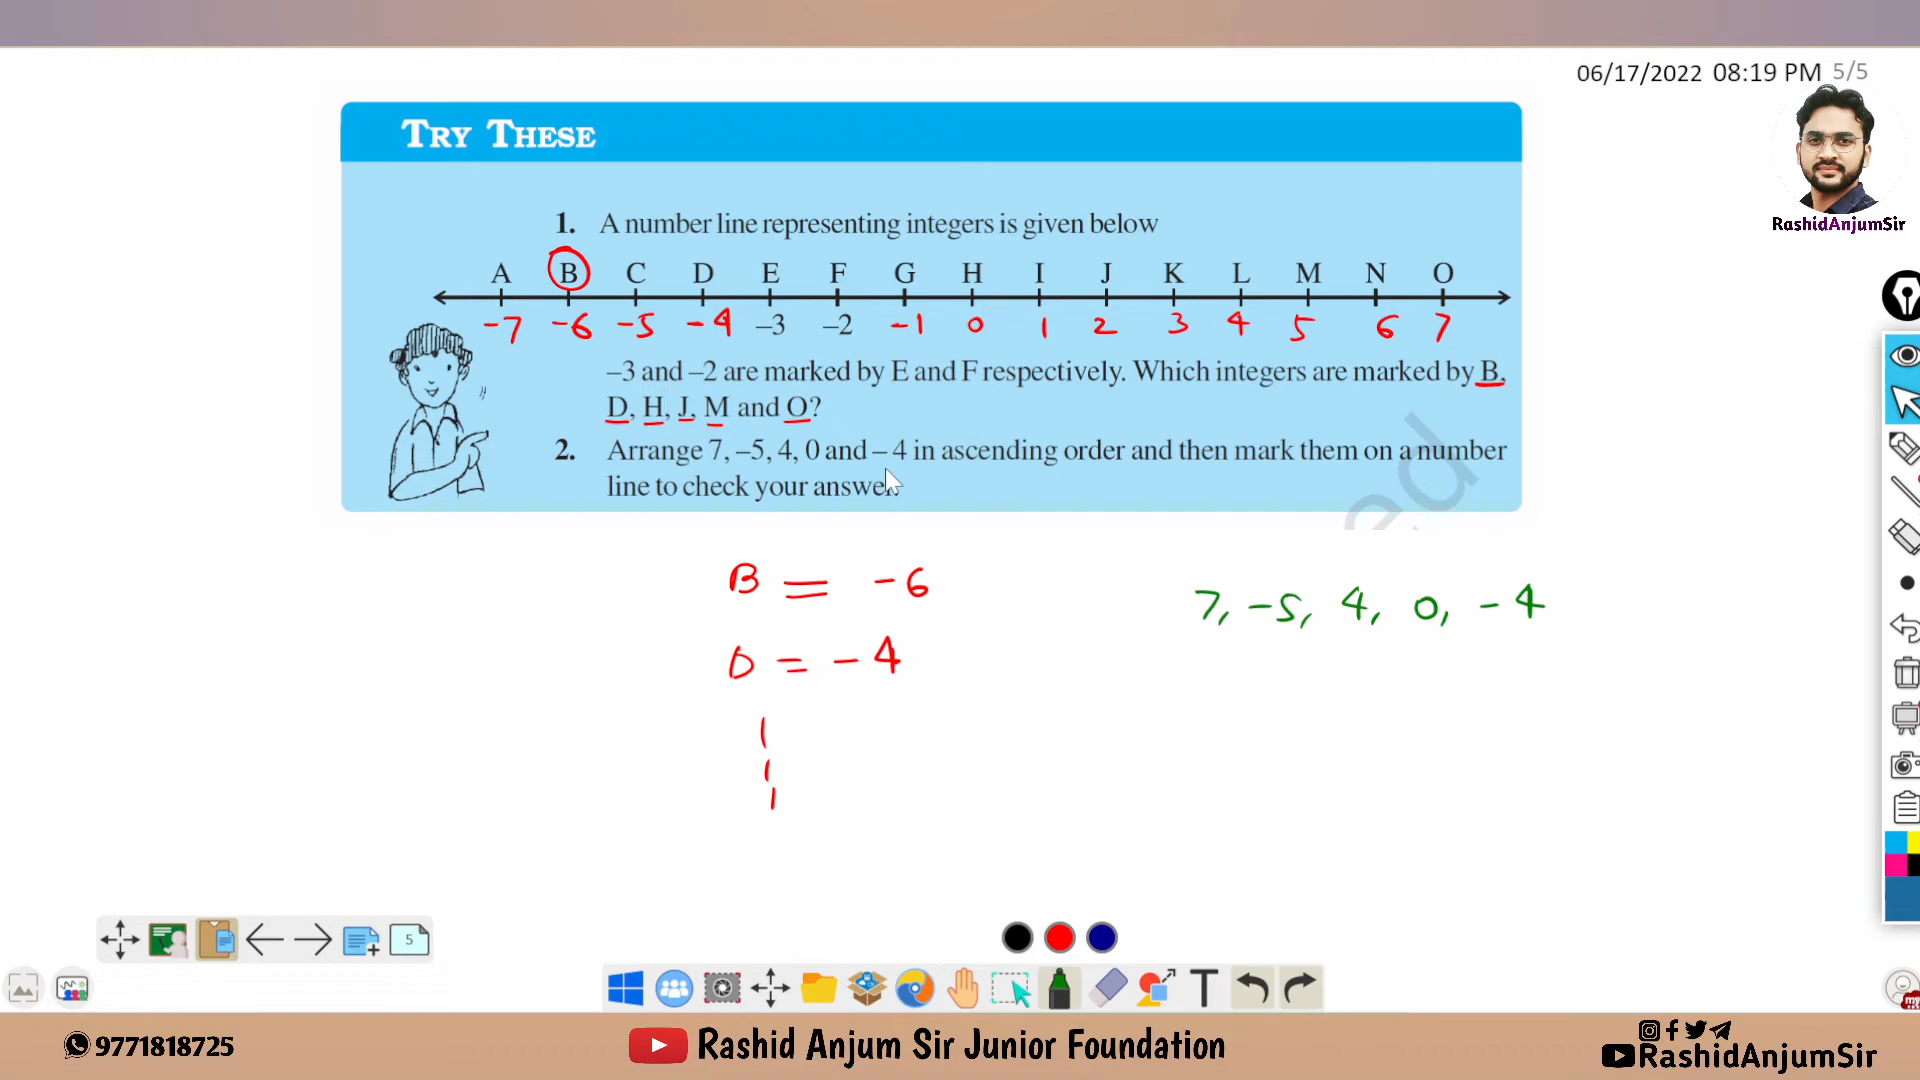 06/17/2022 08:19 PM 5/5
TRY THESE
RashidAnjumSir
1. A number line representing integers is given below
A B C D E F G H I J K L M N O
-7 -6 -5 -4 –3 –2 -1 0 1 2 3 4 5 6 7
–3 and –2 are marked by E and F respectively. Which integers are marked by B,
D, H, J, M and O?
2. Arrange 7, –5, 4, 0 and – 4 in ascending order and then mark them on a number
line to check your answer.
ed
B = -6
7, -5, 4, 0, -4
D = -4
5
T
9771818725
Rashid Anjum Sir Junior Foundation
RashidAnjumSir